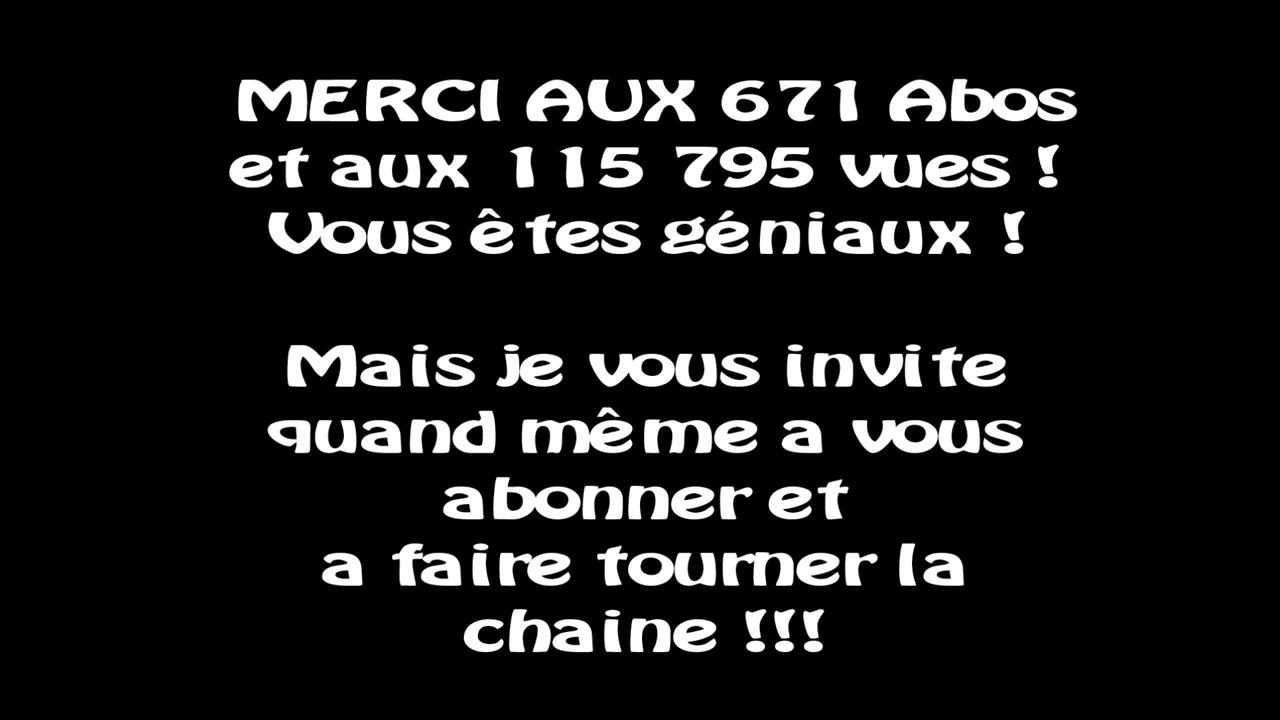 MERCI AUX 671 Abos
et aux 115 795 vues !
Vous êtes géniaux !
Mais je vous invite
quand même a vous
abonner et
a faire tourner la
chaine !!!